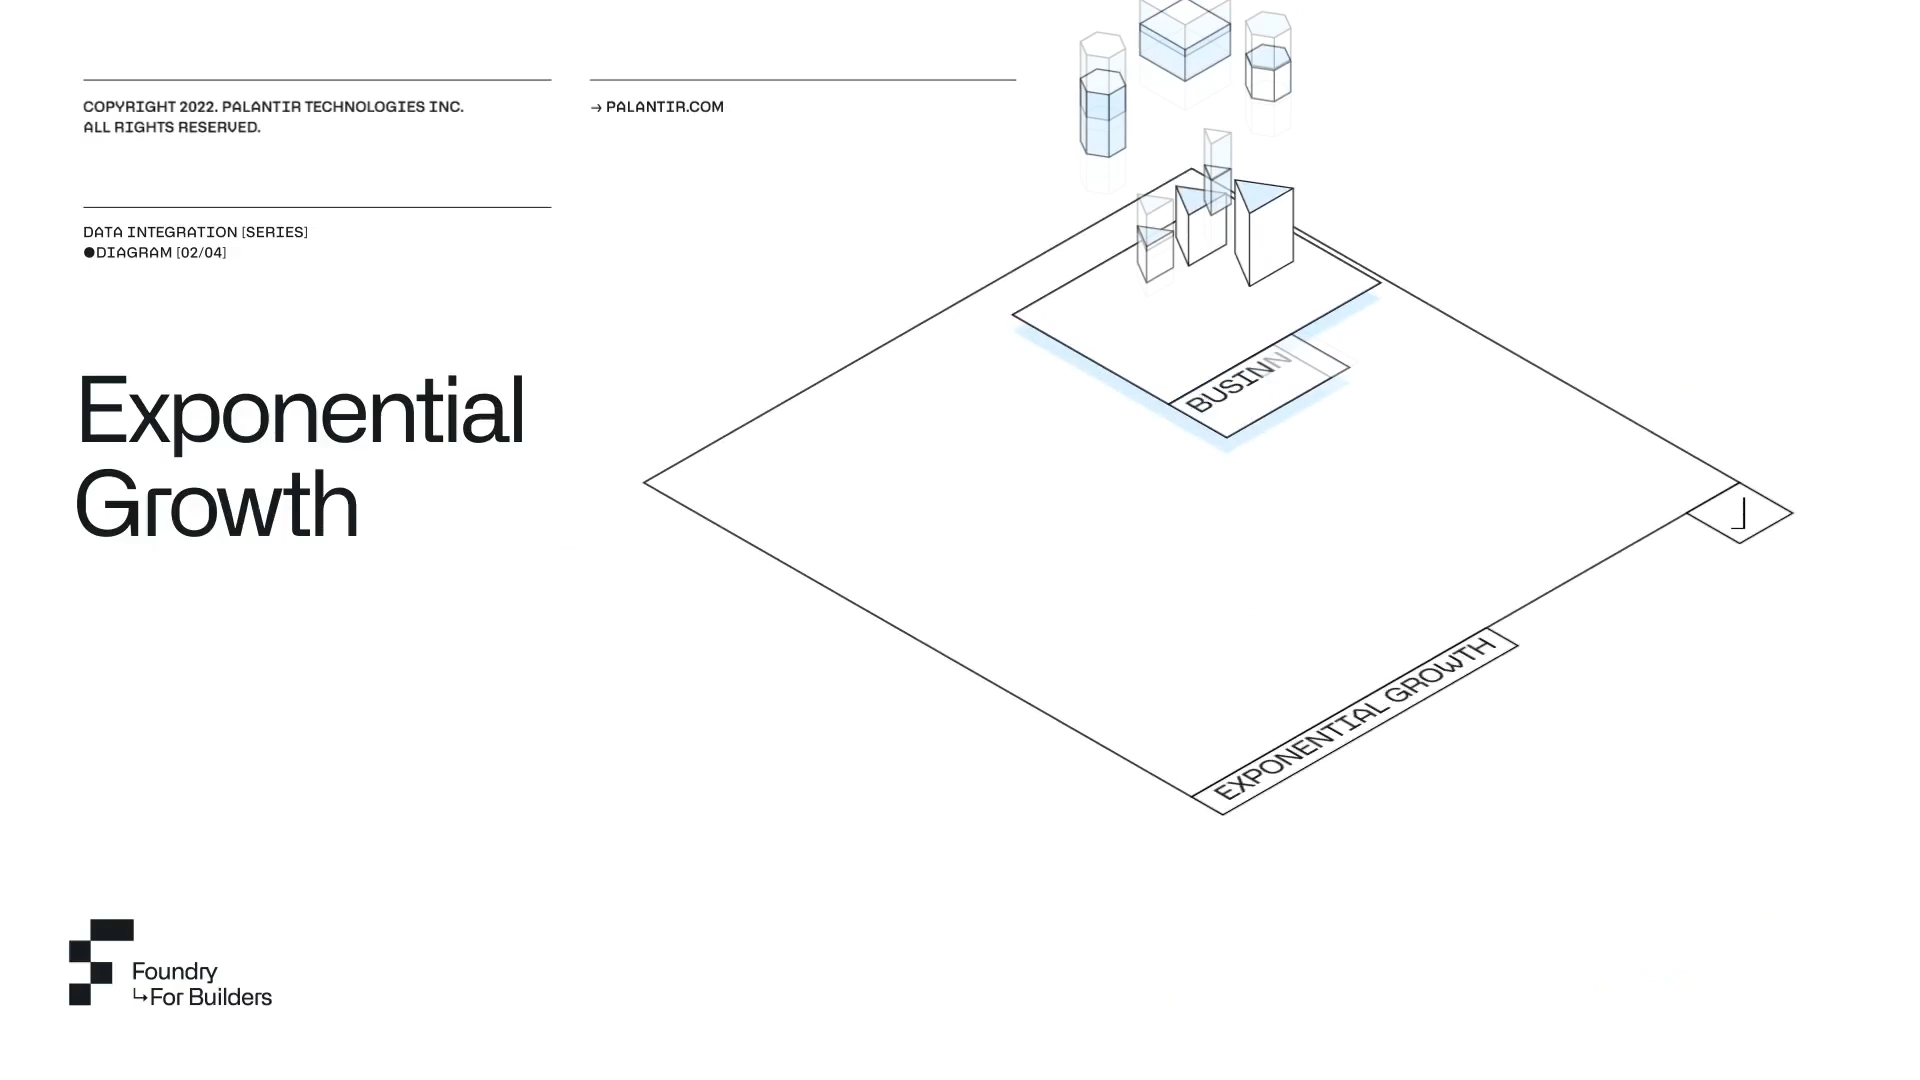 COPYRIGHT 2022. PALANTIR TECHNOLOGIES INC.
ALL RIGHTS RESERVED.
→ PALANTIR.COM
DATA INTEGRATION [SERIES]
●DIAGRAM [02/04]
Exponential
Growth
BUSINN
EXPONENTIAL GROWTH
Foundry
↳For Builders